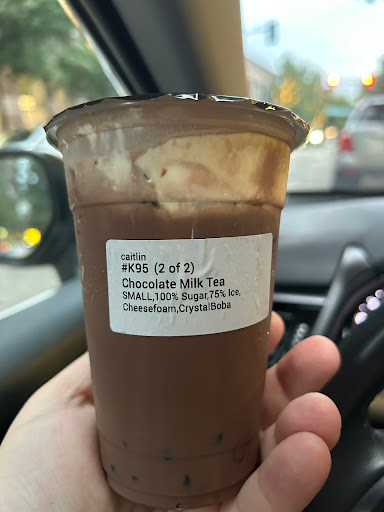 caitlin
#K95 (2 of 2)
Chocolate Milk Tea
SMALL,100% Sugar,75% Ice,
Cheesefoam,CrystalBoba